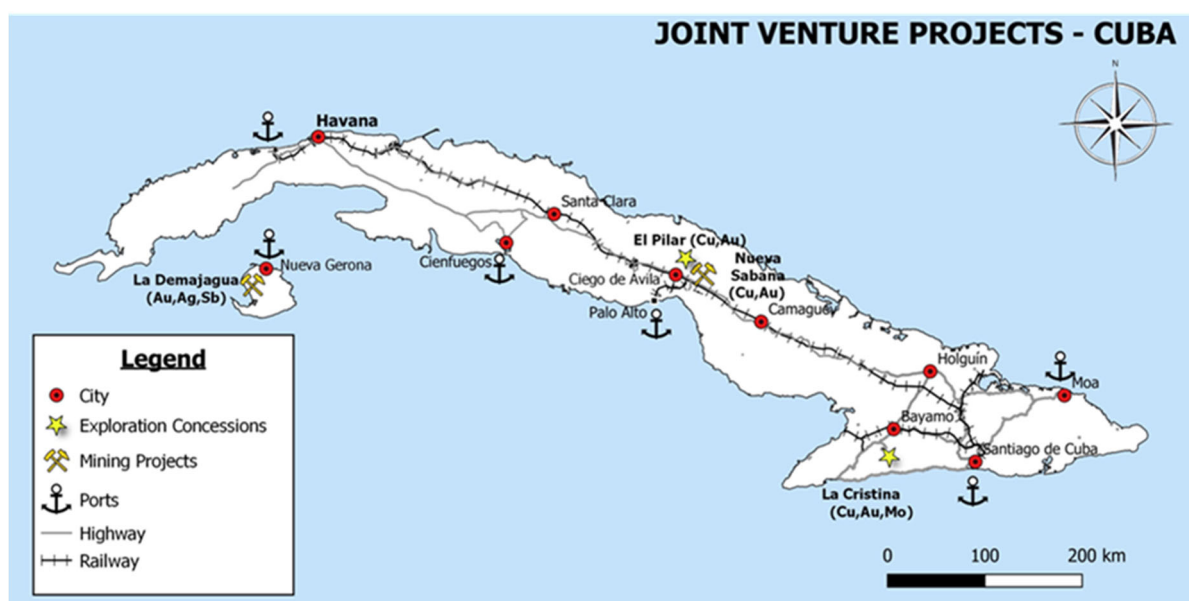 JOINT VENTURE PROJECTS - CUBA
N
Havana
Santa Clara
El Pilar (Cu,Au)
Nueva
Sabana
(Cu,Au)
Cienfuegos
Ciego de Ávila
Nueva Gerona
La Demajagua
(Au,Ag,Sb)
Palo Alto
Camaguey
Holguín
Moa
Bayamo
Santiago de Cuba
La Cristina
(Cu,Au,Mo)
Legend
City
Exploration Concessions
Mining Projects
Ports
Highway
Railway
0 100 200 km